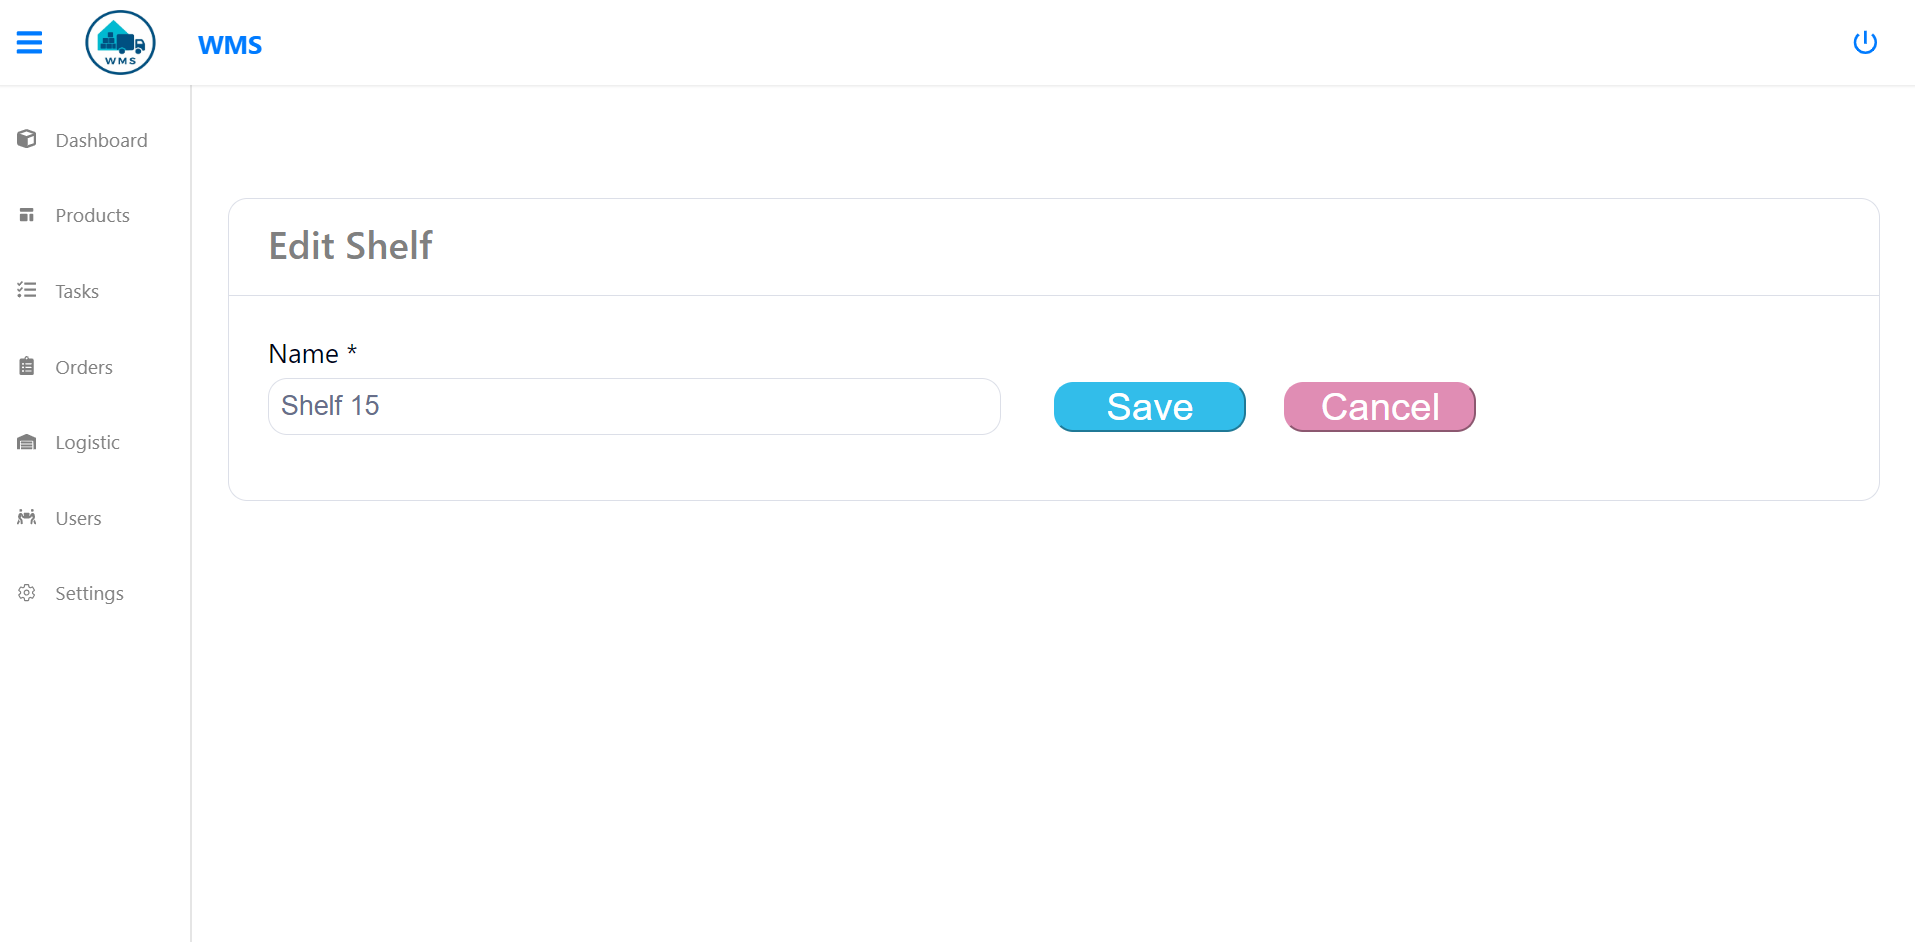 WMS
WMS
Dashboard
Products
Tasks
Orders
Logistic
Users
Settings
Edit Shelf
Name *
Shelf 15
Save
Cancel